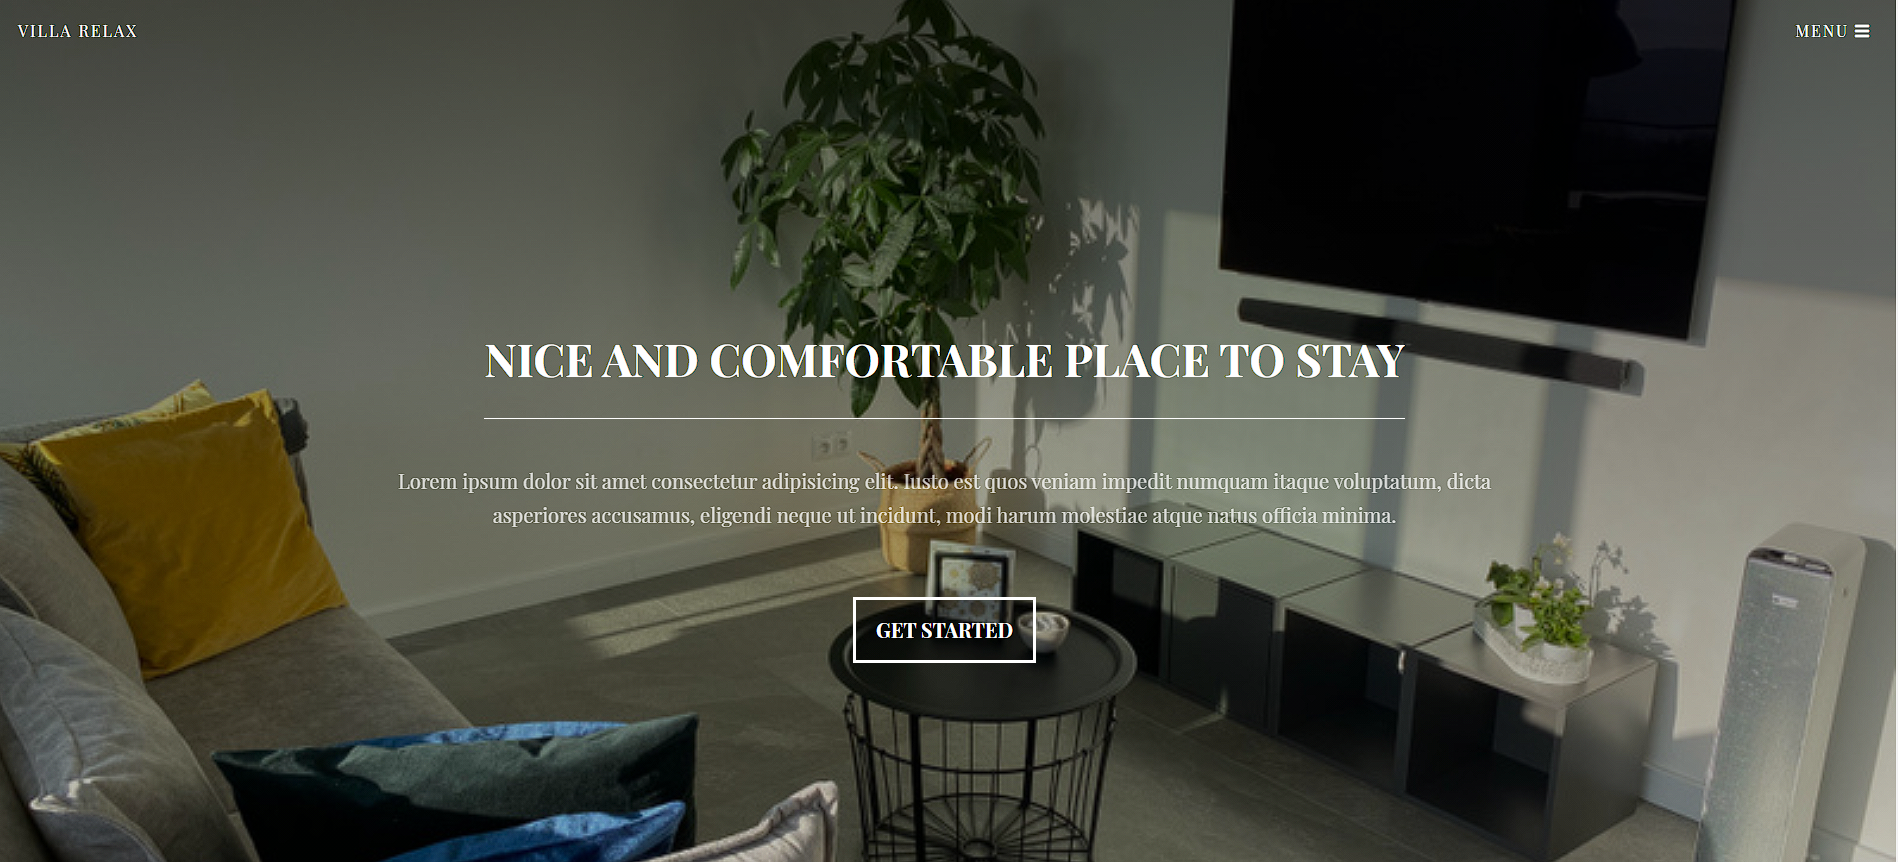 VILLA RELAX
MENU
NICE AND COMFORTABLE PLACE TO STAY
Lorem ipsum dolor sit amet consectetur adipisicing elit. Iusto est quos veniam impedit numquam itaque voluptatum, dicta
asperiores accusamus, eligendi neque ut incidunt, modi harum molestiae atque natus officia minima.
GET STARTED